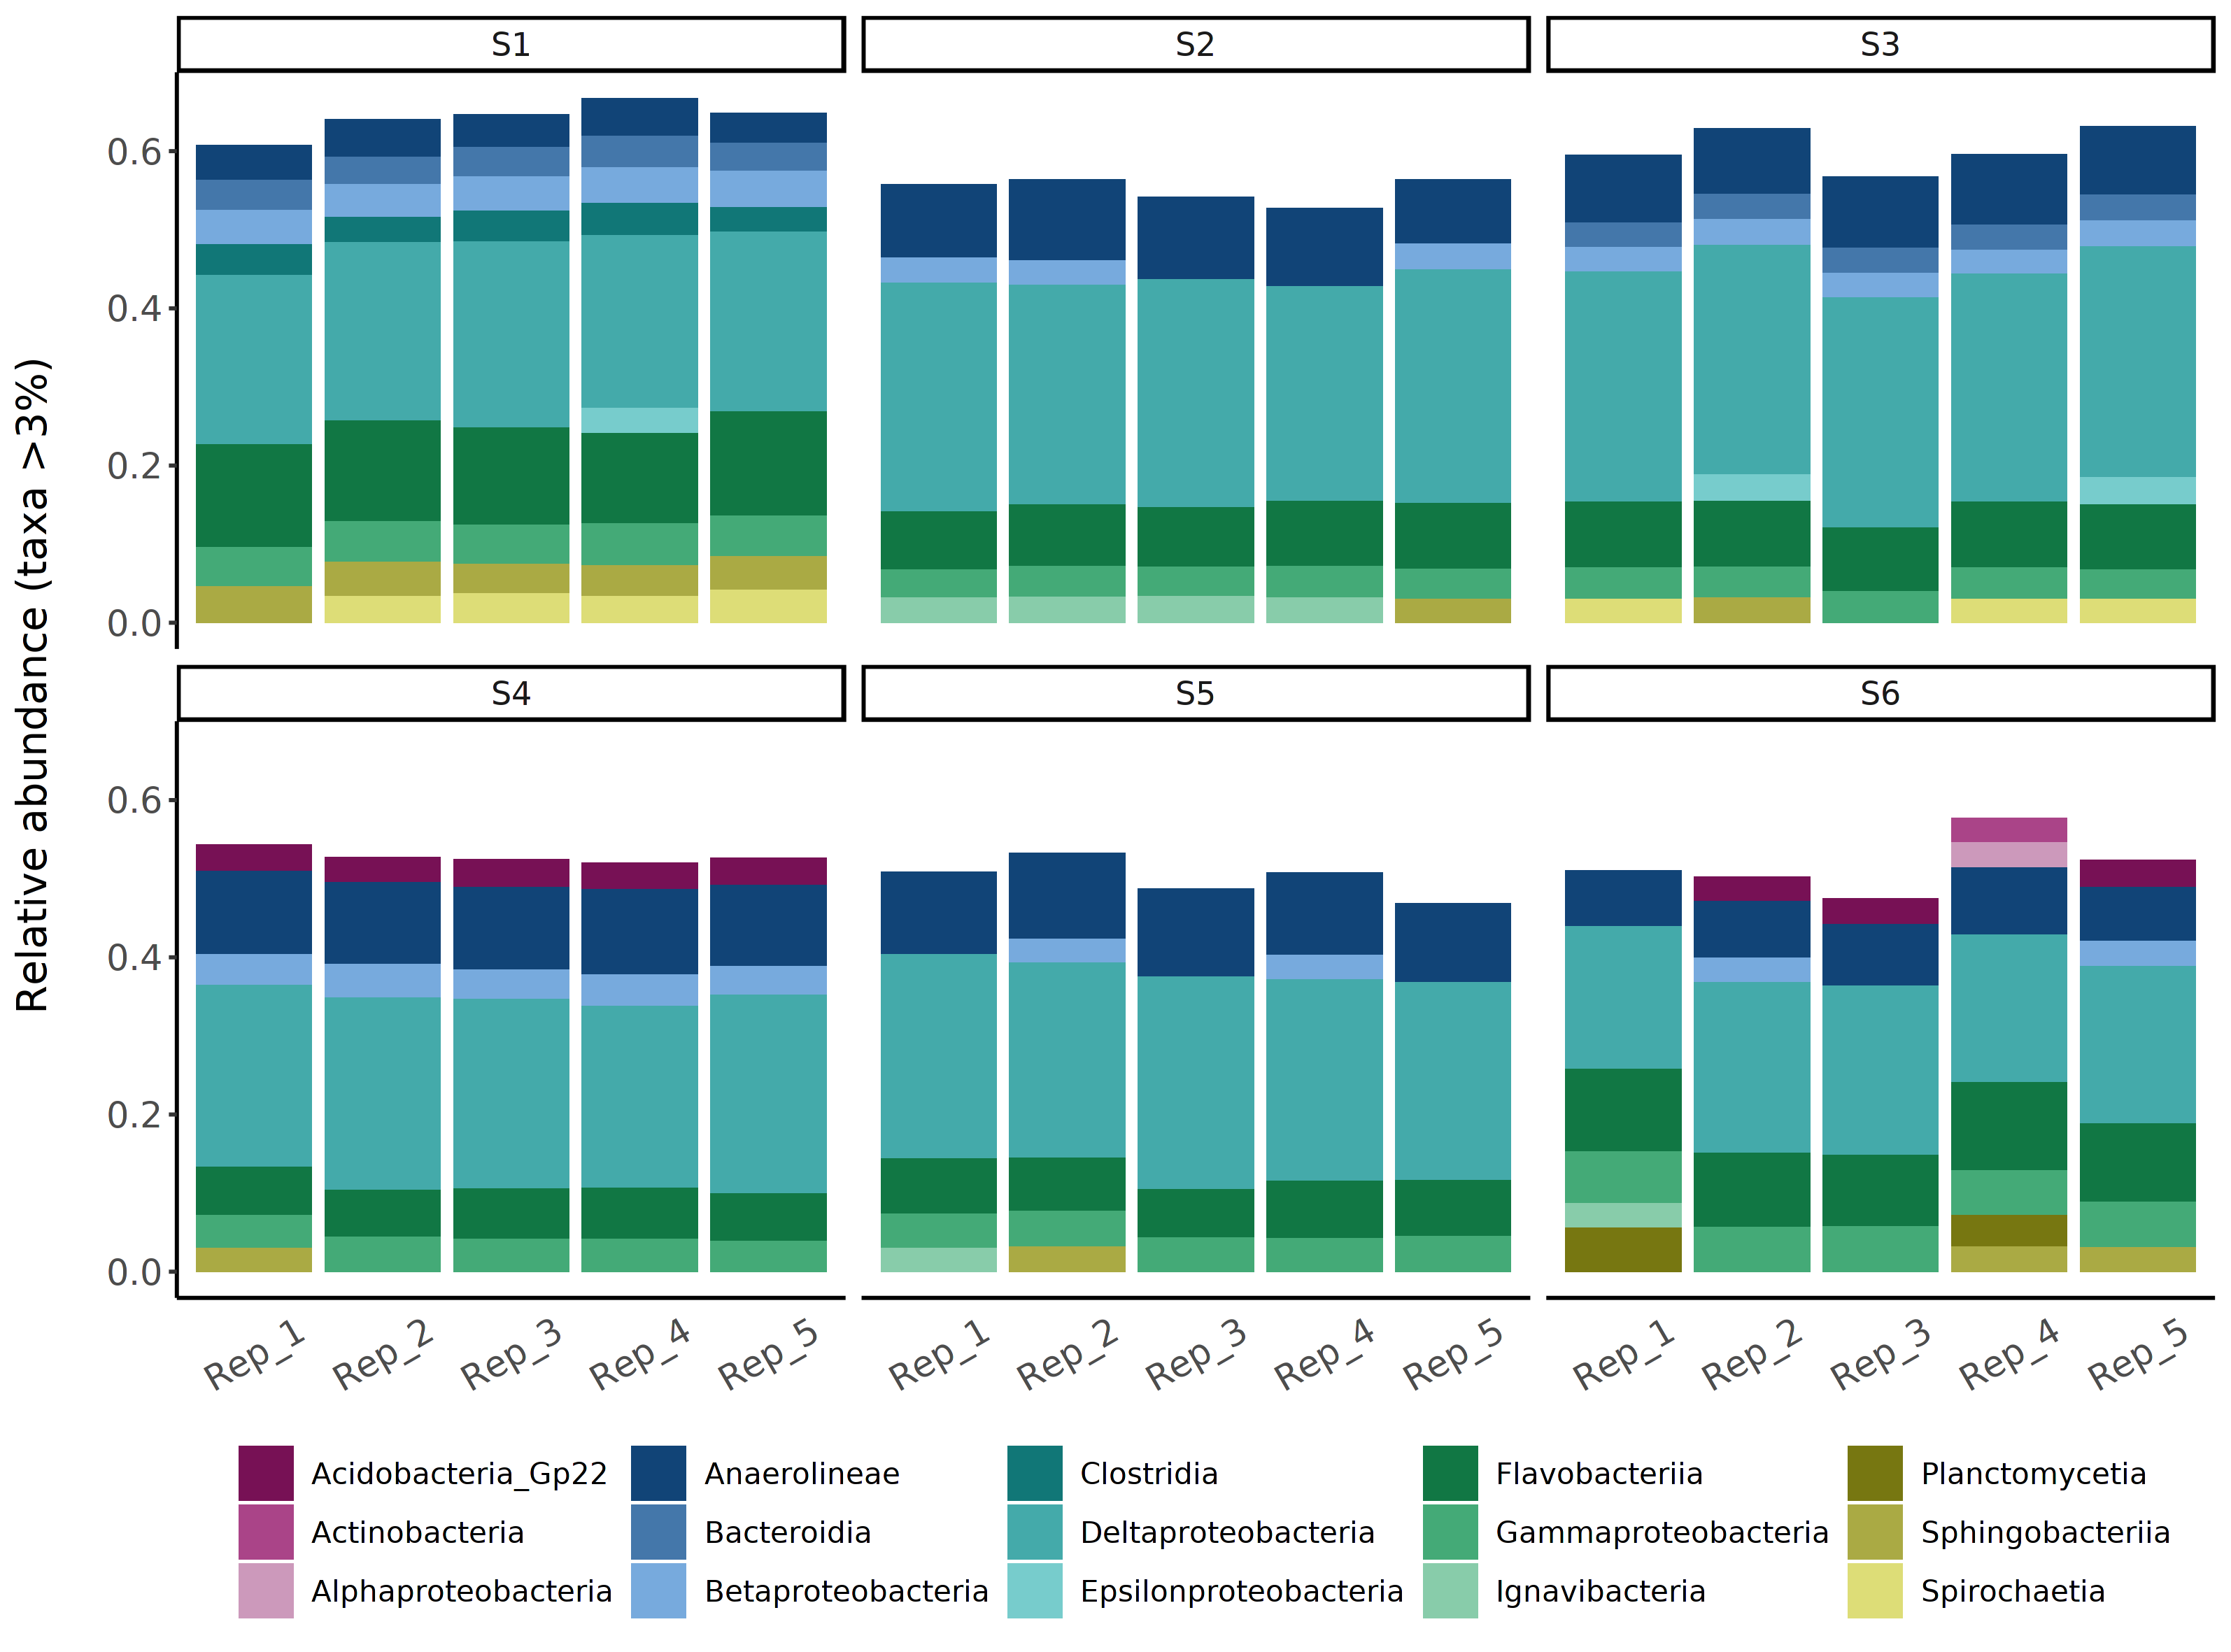 S1 S2 S3
Relative abundance (taxa >3%)
0.6
0.4
0.2
0.0
S4 S5 S6
0.6
0.4
0.2
0.0
Rep_1 Rep_2 Rep_3 Rep_4 Rep_5 Rep_1 Rep_2 Rep_3 Rep_4 Rep_5 Rep_1 Rep_2 Rep_3 Rep_4 Rep_5
Acidobacteria_Gp22 Anaerolineae Clostridia Flavobacteriia Planctomycetia
Actinobacteria Bacteroidia Deltaproteobacteria Gammaproteobacteria Sphingobacteriia
Alphaproteobacteria Betaproteobacteria Epsilonproteobacteria Ignavibacteria Spirochaetia